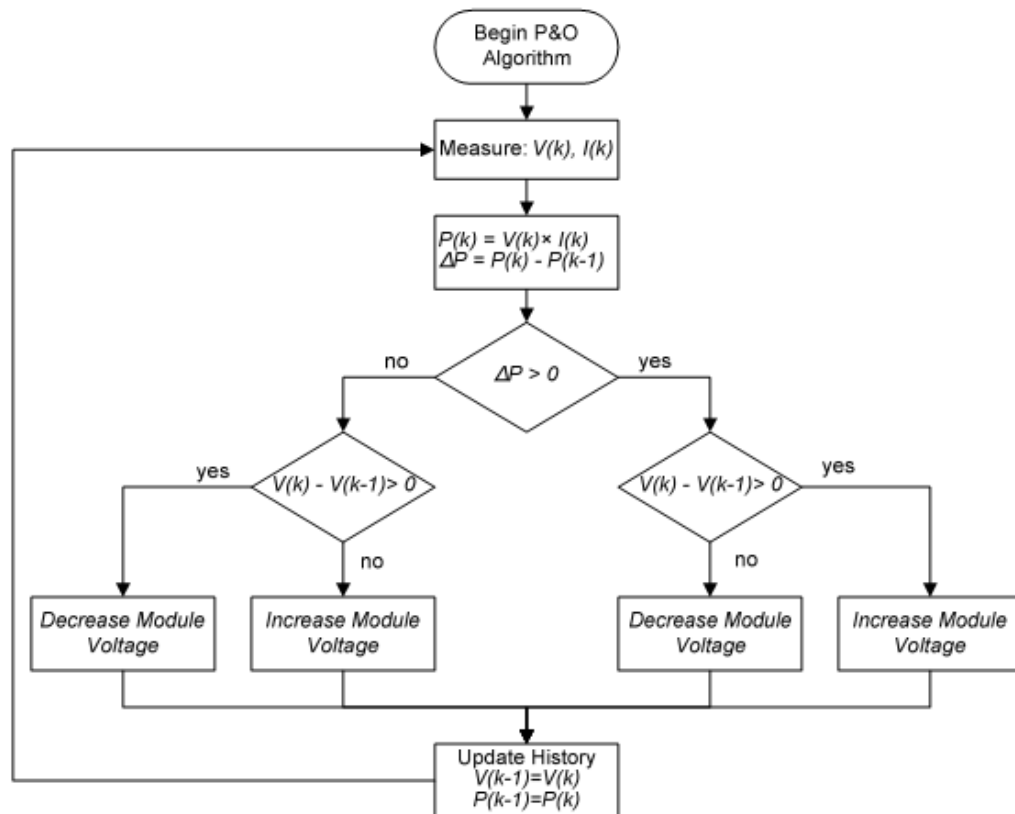 Begin P&O
Algorithm
Measure: V(k), I(k)
P(k) = V(k)× I(k)
ΔP = P(k) - P(k-1)
no
ΔP > 0
yes
yes
V(k) - V(k-1)> 0
no
V(k) - V(k-1)> 0
yes
no
Decrease Module
Voltage
Increase Module
Voltage
Decrease Module
Voltage
Increase Module
Voltage
Update History
V(k-1)=V(k)
P(k-1)=P(k)